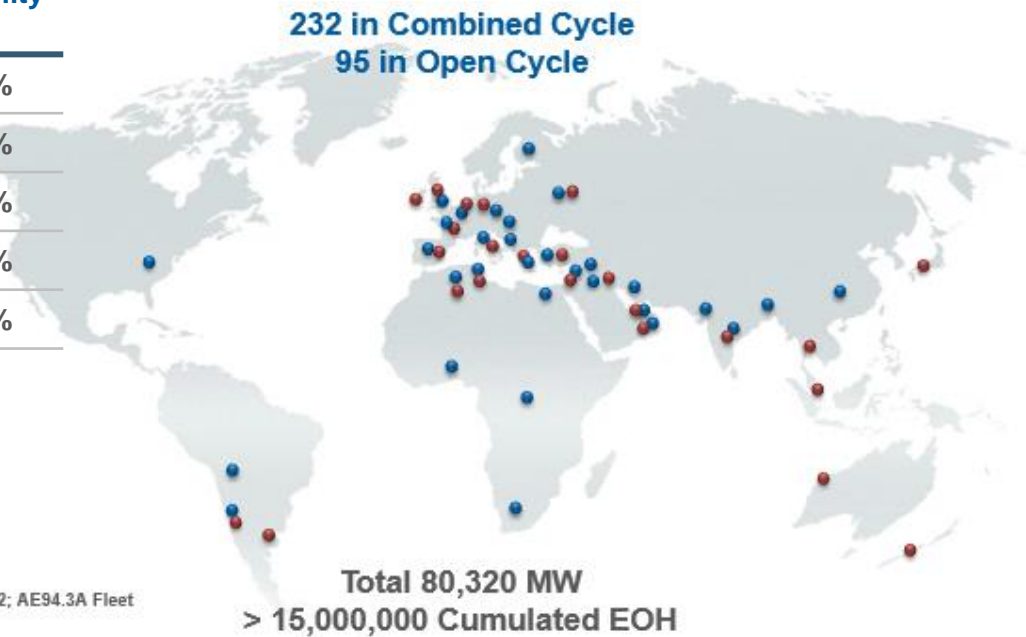 232 in Combined Cycle
95 in Open Cycle
%
%
%
%
%
Total 80,320 MW
> 15,000,000 Cumulated EOH
2; AE94.3A Fleet